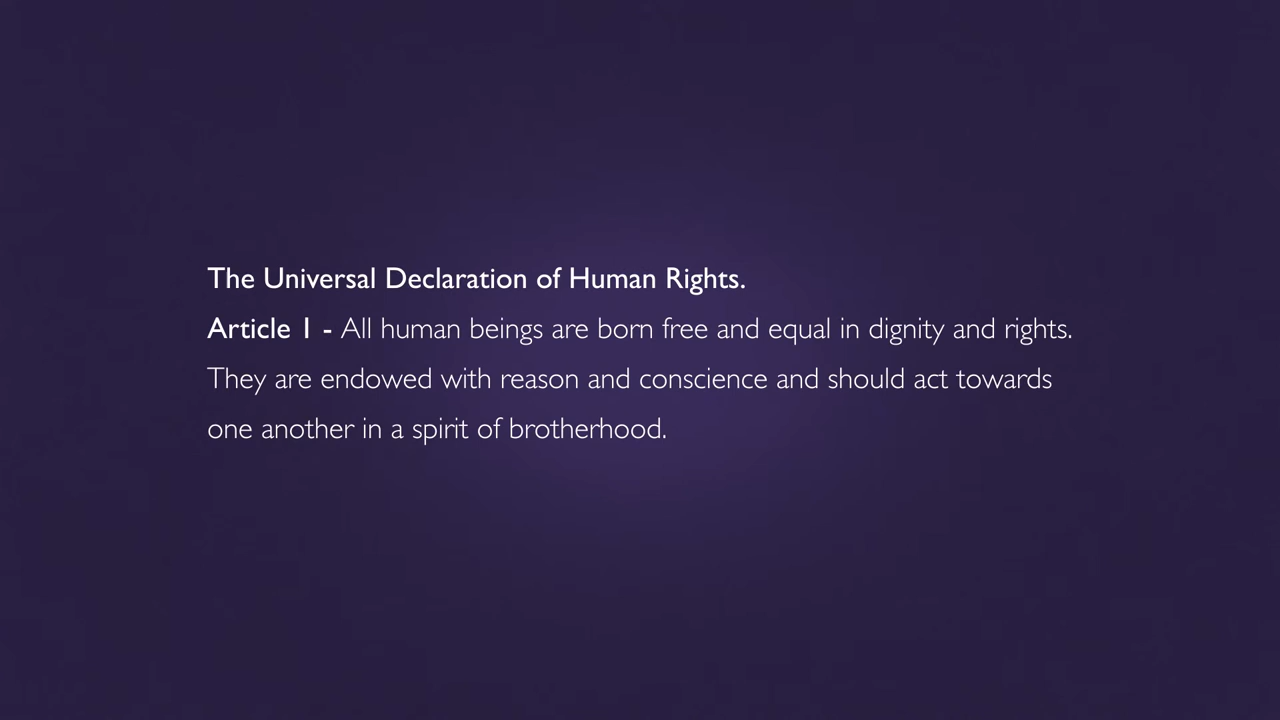 The Universal Declaration of Human Rights.
Article 1 - All human beings are born free and equal in dignity and rights.
They are endowed with reason and conscience and should act towards
one another in a spirit of brotherhood.